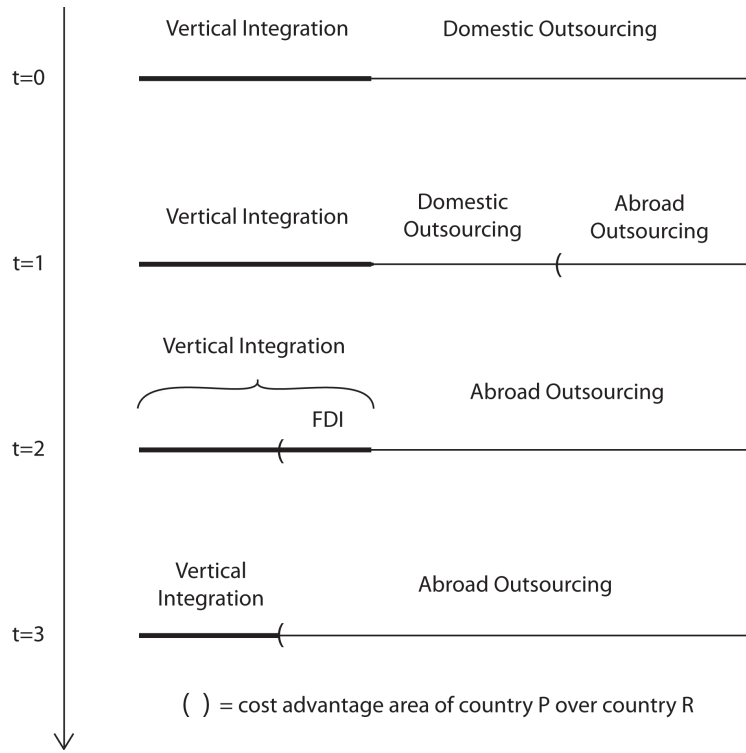 Vertical Integration
Domestic Outsourcing
t=0
Vertical Integration
Domestic
Outsourcing
Abroad
Outsourcing
t=1
(
Vertical Integration
Abroad Outsourcing
FDI
t=2
(
Vertical
Integration
Abroad Outsourcing
t=3
(
( ) = cost advantage area of country P over country R